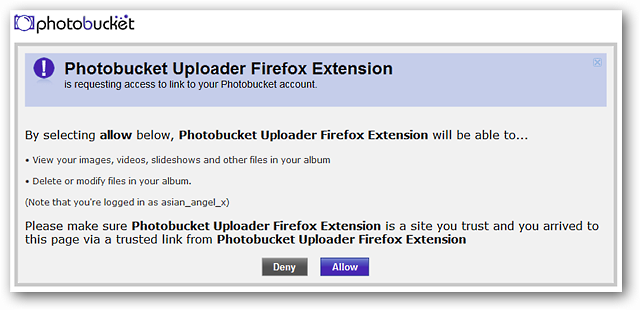 photobucket
Photobucket Uploader Firefox Extension
is requesting access to link to your Photobucket account.
By selecting allow below, Photobucket Uploader Firefox Extension will be able to...
• View your images, videos, slideshows and other files in your album
• Delete or modify files in your album.
(Note that you're logged in as asian_angel_x)
Please make sure Photobucket Uploader Firefox Extension is a site you trust and you arrived to
this page via a trusted link from Photobucket Uploader Firefox Extension
Deny Allow